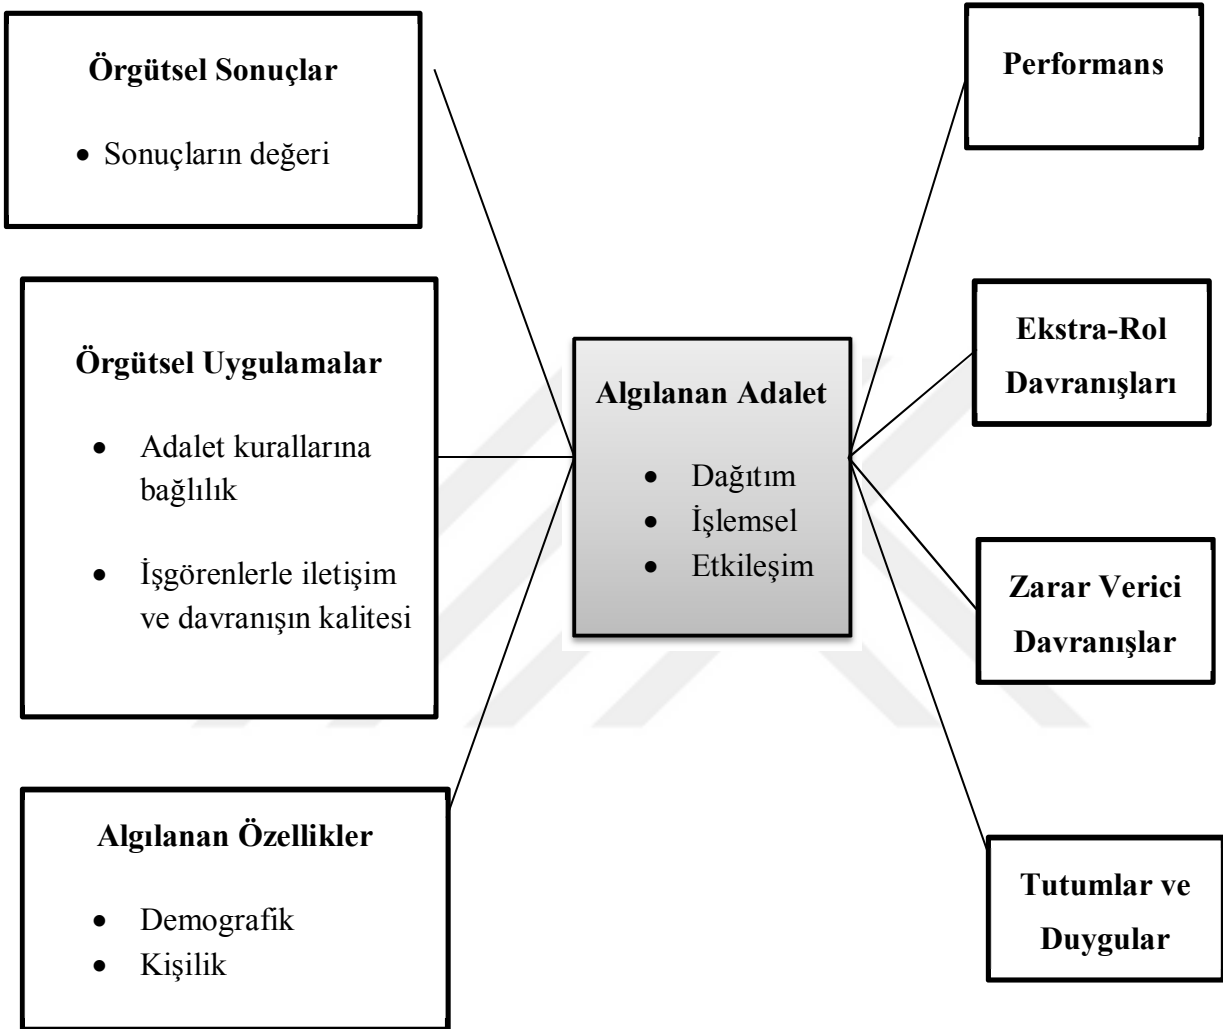 Örgütsel Sonuçlar
• Sonuçların değeri
Örgütsel Uygulamalar
• Adalet kurallarına
bağlılık
• İşgörenlerle iletişim
ve davranışın kalitesi
Algılanan Özellikler
• Demografik
• Kişilik
Algılanan Adalet
• Dağıtım
• İşlemsel
• Etkileşim
Performans
Ekstra-Rol
Davranışları
Zarar Verici
Davranışlar
Tutumlar ve
Duygular